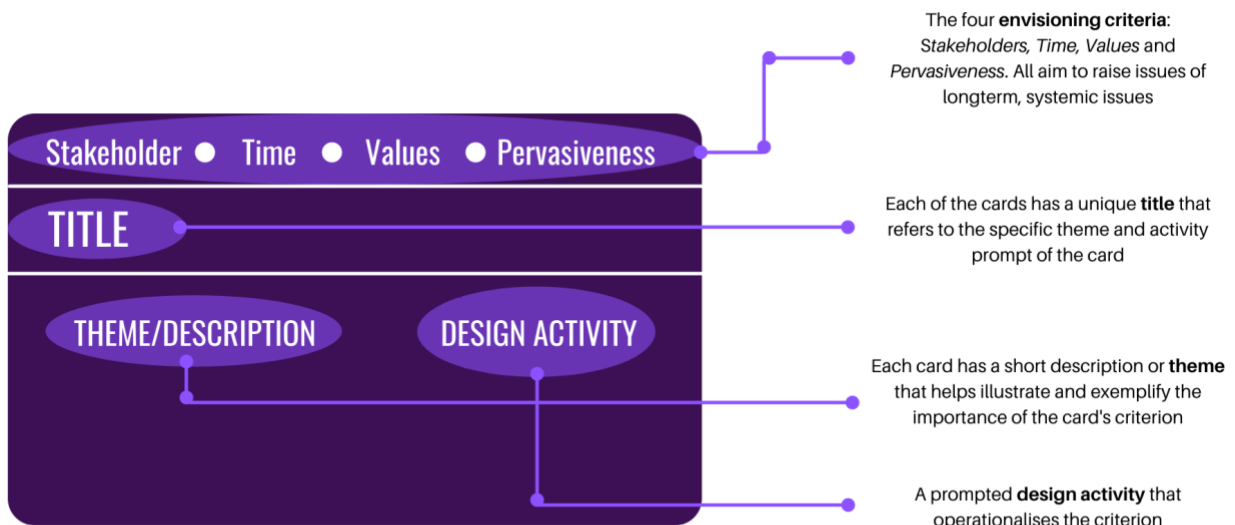 The four envisioning criteria:
Stakeholders, Time, Values and
Pervasiveness. All aim to raise issues of
longterm, systemic issues
Stakeholder Time Values Pervasiveness
Each of the cards has a unique title that
refers to the specific theme and activity
prompt of the card
TITLE
THEME/DESCRIPTION DESIGN ACTIVITY
Each card has a short description or theme
that helps illustrate and exemplify the
importance of the card's criterion
A prompted design activity that
operationalises the criterion